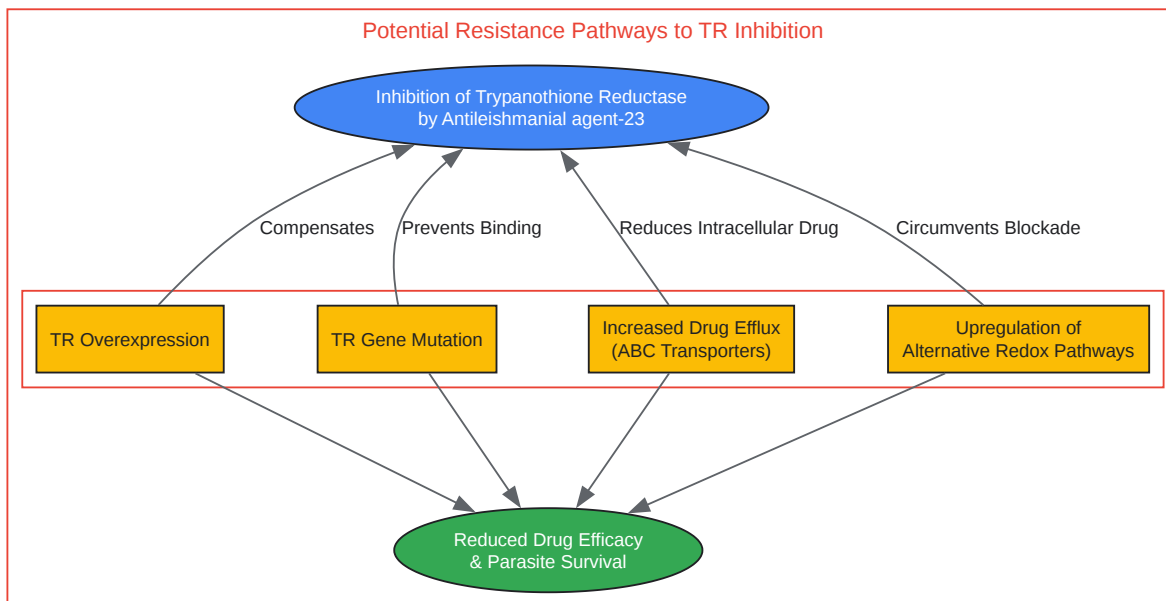 Potential Resistance Pathways to TR Inhibition
Inhibition of Trypanothione Reductase
by Antileishmanial agent-23
Compensates
Prevents Binding
Reduces Intracellular Drug
Circumvents Blockade
TR Overexpression
TR Gene Mutation
Increased Drug Efflux
(ABC Transporters)
Upregulation of
Alternative Redox Pathways
Reduced Drug Efficacy
& Parasite Survival